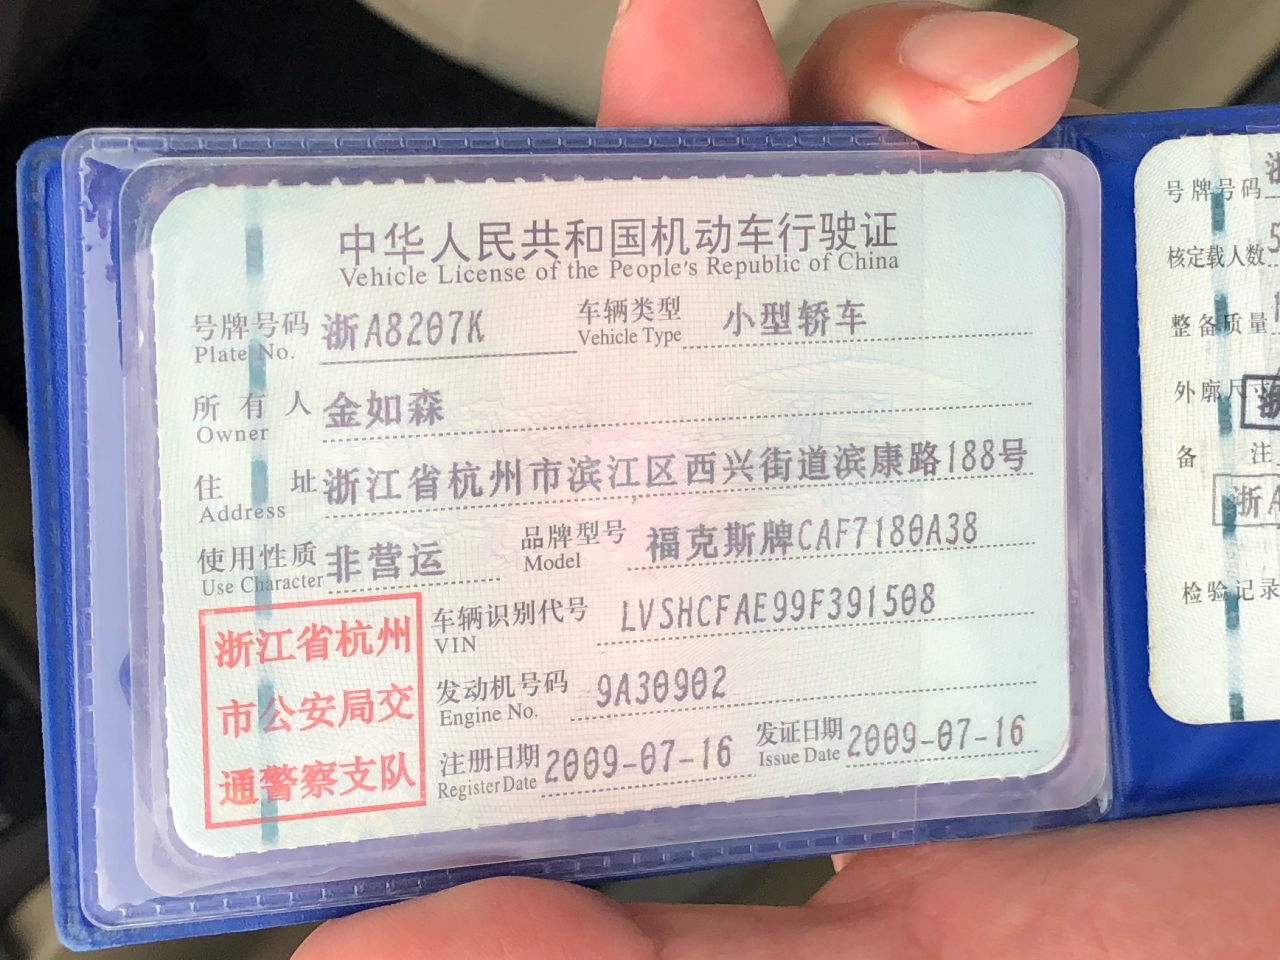 中华人民共和国机动车行驶证
Vehicle License of the People's Republic of China
号牌号码 浙A8207K 车辆类型 小型轿车
Plate No. Vehicle Type
所有人 金如森
Owner
住址 浙江省杭州市滨江区西兴街道滨康路188号
Address
使用性质 非营运 品牌型号 福克斯牌CAF7180A38
Use Character Model
车辆识别代号 LVSHCFAE99F391508
VIN
发动机号码 9A30902
Engine No.
注册日期 2009-07-16 发证日期 2009-07-16
Register Date Issue Date
浙江省杭州
市公安局交
通警察支队
号牌号码
核定载人数 5
整备质量
外廓尺寸
备注
浙A
检验记录